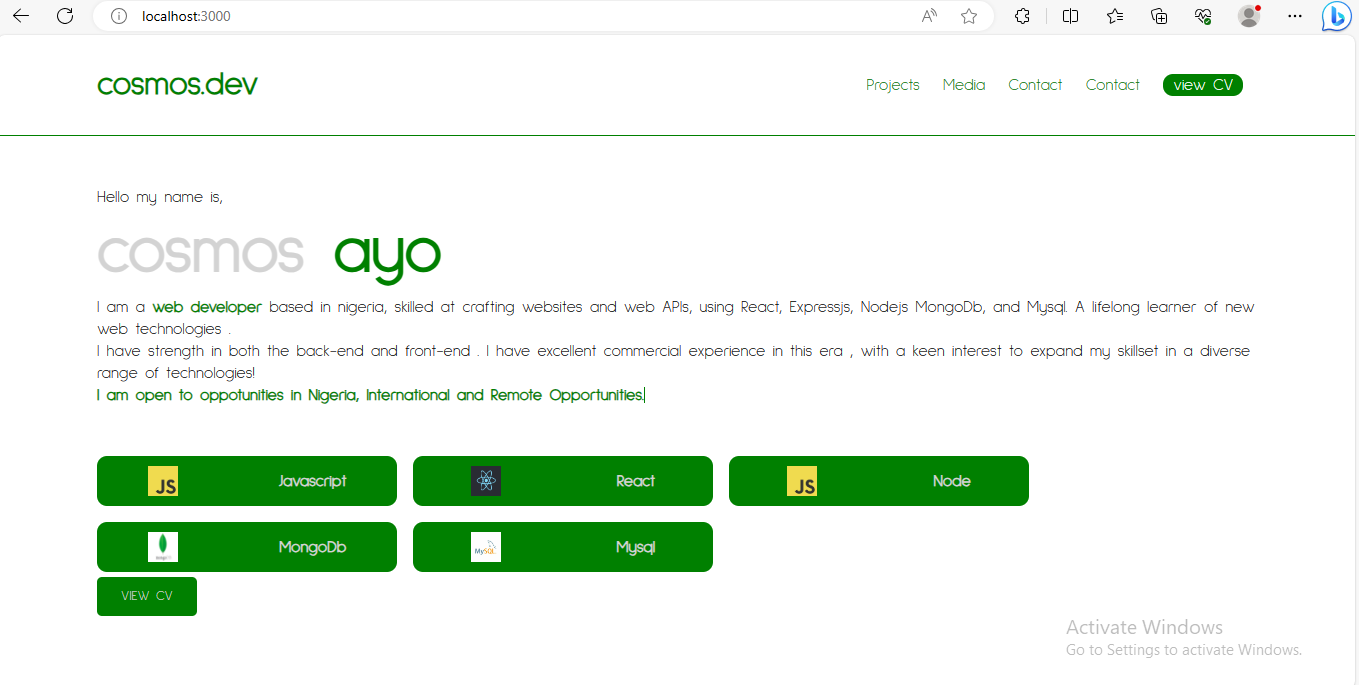 localhost:3000
cosmos.dev
Projects Media Contact Contact view CV
Hello my name is,
cosmos ayo
I am a web developer based in nigeria, skilled at crafting websites and web APIs, using React, Expressjs, Nodejs MongoDb, and Mysql. A lifelong learner of new
web technologies .
I have strength in both the back-end and front-end . I have excellent commercial experience in this era , with a keen interest to expand my skillset in a diverse
range of technologies!
I am open to oppotunities in Nigeria, International and Remote Opportunities.
JS Javascript
React
JS Node
MongoDb
MySQL Mysql
VIEW CV
Activate Windows
Go to Settings to activate Windows.